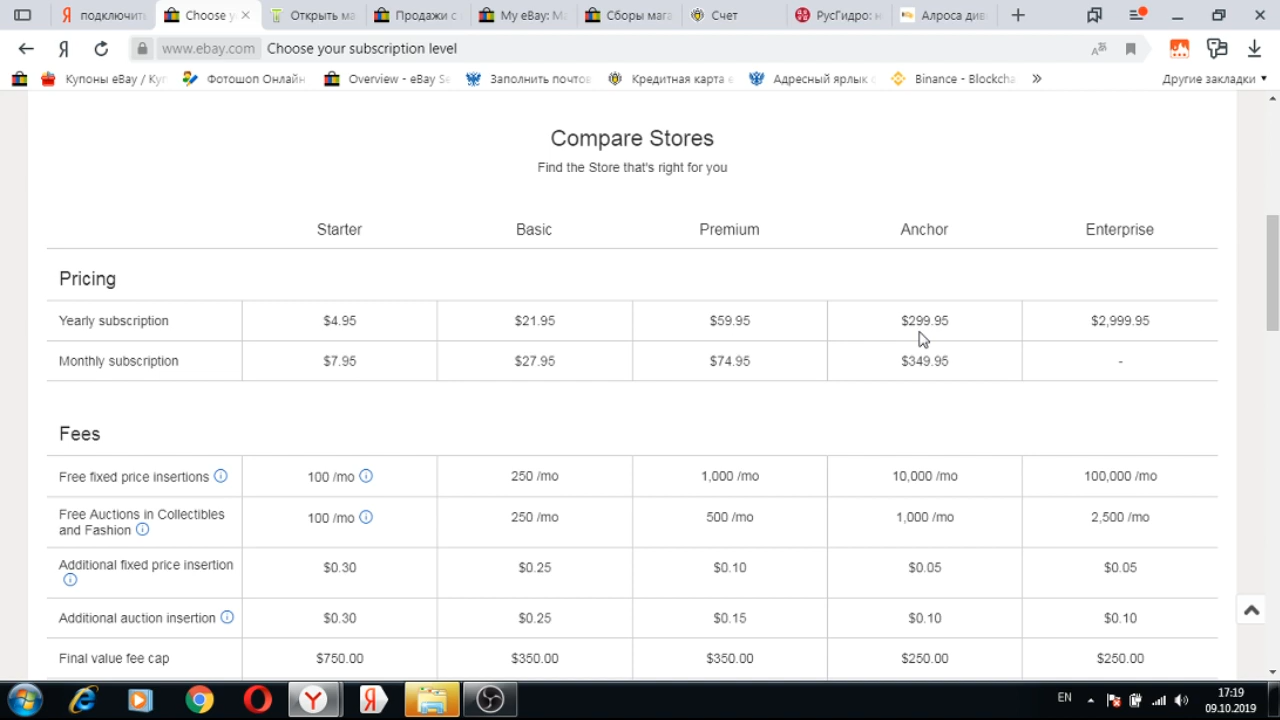 подключить
Choose y
Открыть ма
Продажи с
My eBay: Ma
Сборы мага
Счет
РусГидро: н
Алроса диви
www.ebay.com Choose your subscription level
Купоны eBay / Куп
Фотошоп Онлайн
Overview - eBay Se
Заполнить почтов
Кредитная карта е
Адресный ярлык с
Binance - Blockcha
Другие закладки
Compare Stores
Find the Store that's right for you
Starter Basic Premium Anchor Enterprise
Pricing
Yearly subscription $4.95 $21.95 $59.95 $299.95 $2,999.95
Monthly subscription $7.95 $27.95 $74.95 $349.95 -
Fees
Free fixed price insertions 100 /mo 250 /mo 1,000 /mo 10,000 /mo 100,000 /mo
Free Auctions in Collectibles
and Fashion 100 /mo 250 /mo 500 /mo 1,000 /mo 2,500 /mo
Additional fixed price insertion $0.30 $0.25 $0.10 $0.05 $0.05
Additional auction insertion $0.30 $0.25 $0.15 $0.10 $0.10
Final value fee cap $750.00 $350.00 $350.00 $250.00 $250.00
EN
17:19
09.10.2019